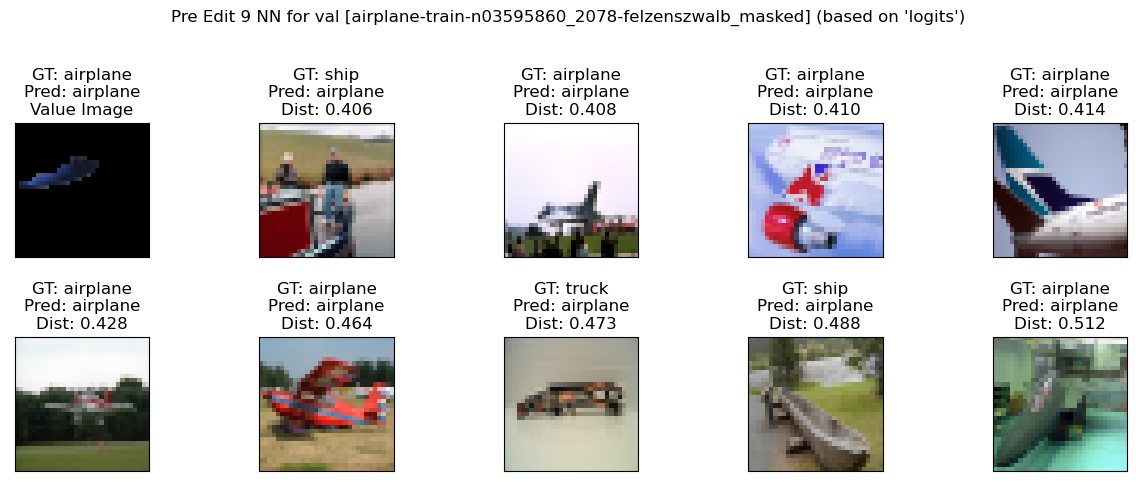 Pre Edit 9 NN for val [airplane-train-n03595860_2078-felzenszwalb_masked] (based on 'logits')
GT: airplane
Pred: airplane
Value Image
GT: ship
Pred: airplane
Dist: 0.406
GT: airplane
Pred: airplane
Dist: 0.408
GT: airplane
Pred: airplane
Dist: 0.410
GT: airplane
Pred: airplane
Dist: 0.414
GT: airplane
Pred: airplane
Dist: 0.428
GT: airplane
Pred: airplane
Dist: 0.464
GT: truck
Pred: airplane
Dist: 0.473
GT: ship
Pred: airplane
Dist: 0.488
GT: airplane
Pred: airplane
Dist: 0.512